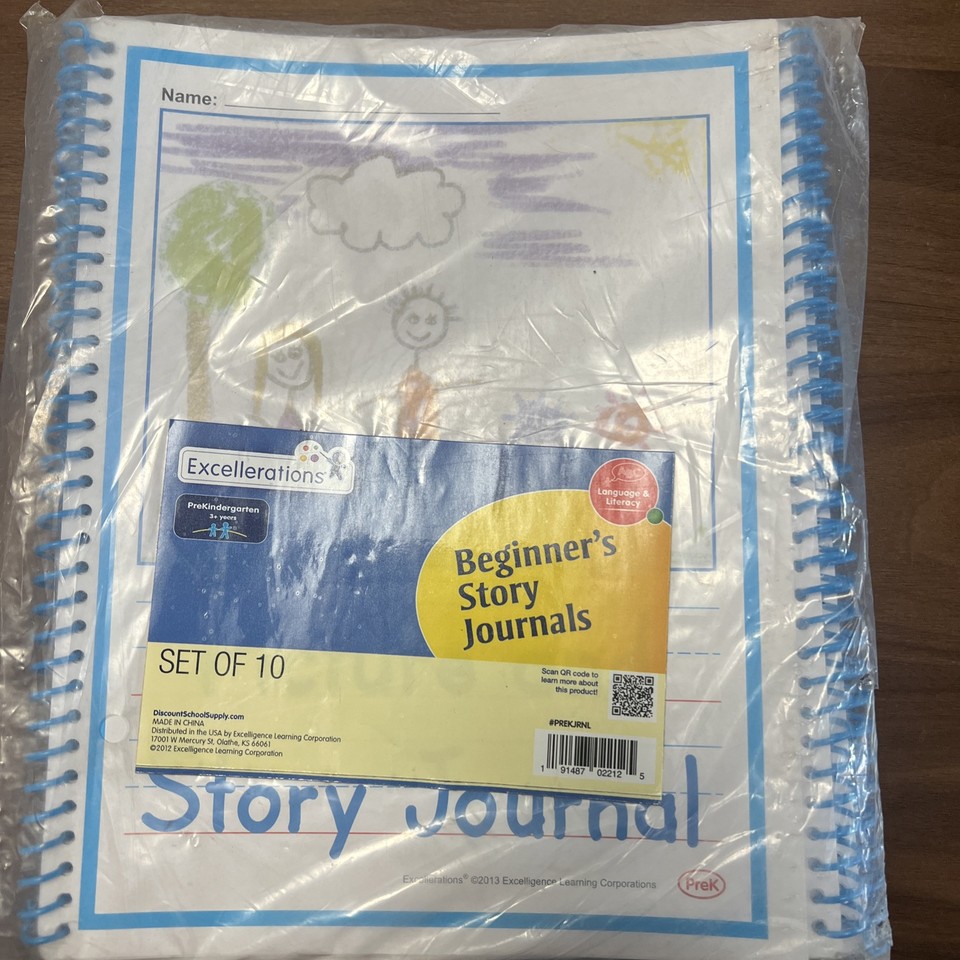 Name:
Excellerations®
PreKindergarten
3+ years
ABC
Language &
Literacy
Beginner's
Story
Journals
SET OF 10
Scan QR code to
learn more about
this product!
DiscountSchoolSupply.com
MADE IN CHINA
Distributed in the USA by Excelligence Learning Corporation
17001 W Mercury St, Olathe, KS 66061
©2012 Excelligence Learning Corporation
#PREKJRNL
1 91487 02212 5
Story Journal
Excellerations® ©2013 Excelligence Learning Corporations
PreK